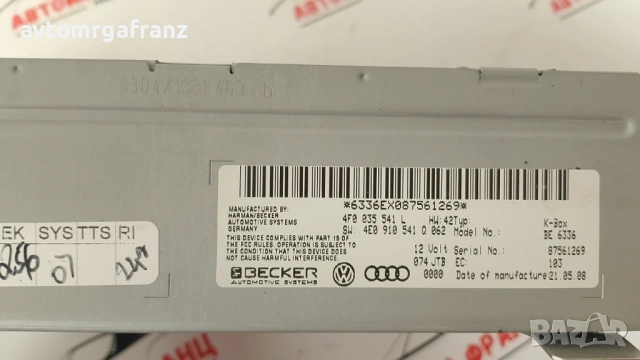 avtomrgafranz
*6336EX087561269*
MANUFACTURED BY:
HARMAN/BECKER
AUTOMOTIVE SYSTEMS
GERMANY
4F0 035 541 L HW:42 Typ: K-Box
SW: 4E0 910 541 Q 062 Model No.: BE 6336
THIS DEVICE COMPLIES WITH PART 15 OF
THE FCC RULES. OPERATION IS SUBJECT TO
THE CONDITION THAT THIS DEVICE DOES
NOT CAUSE HARMFUL INTERFERENCE.
12 Volt Serial No.: 87561269
074 JTB EC: 103
0000 Date of manufacture: 21.05.08
BECKER
AUTOMOTIVE SYSTEMS
EK SYS TTS RI
256 07
BAZAR